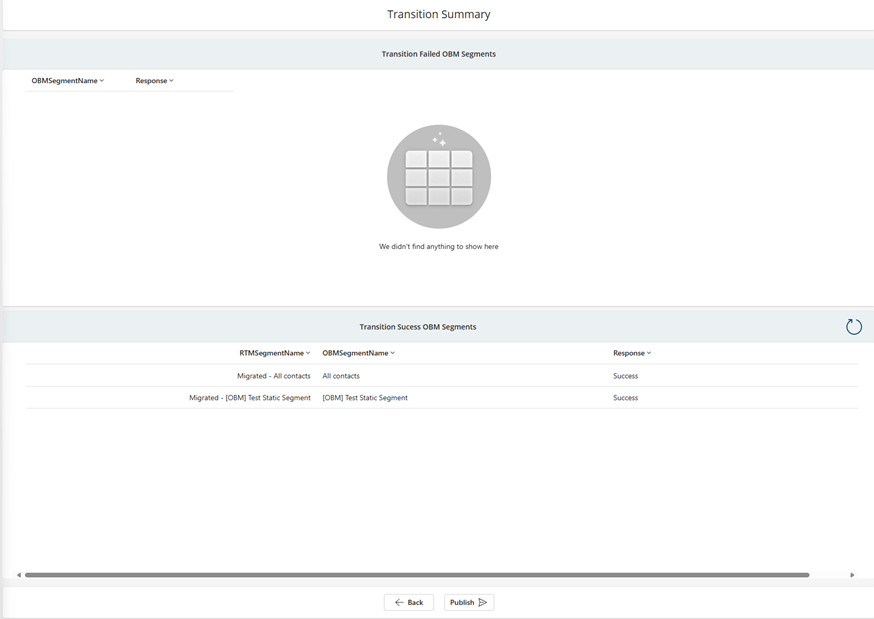 Transition Summary
Transition Failed OBM Segments
OBMSegmentName Response
We didn't find anything to show here
Transition Sucess OBM Segments
RTMSegmentName OBMSegmentName Response
Migrated - All contacts All contacts Success
Migrated - [OBM] Test Static Segment [OBM] Test Static Segment Success
Back Publish